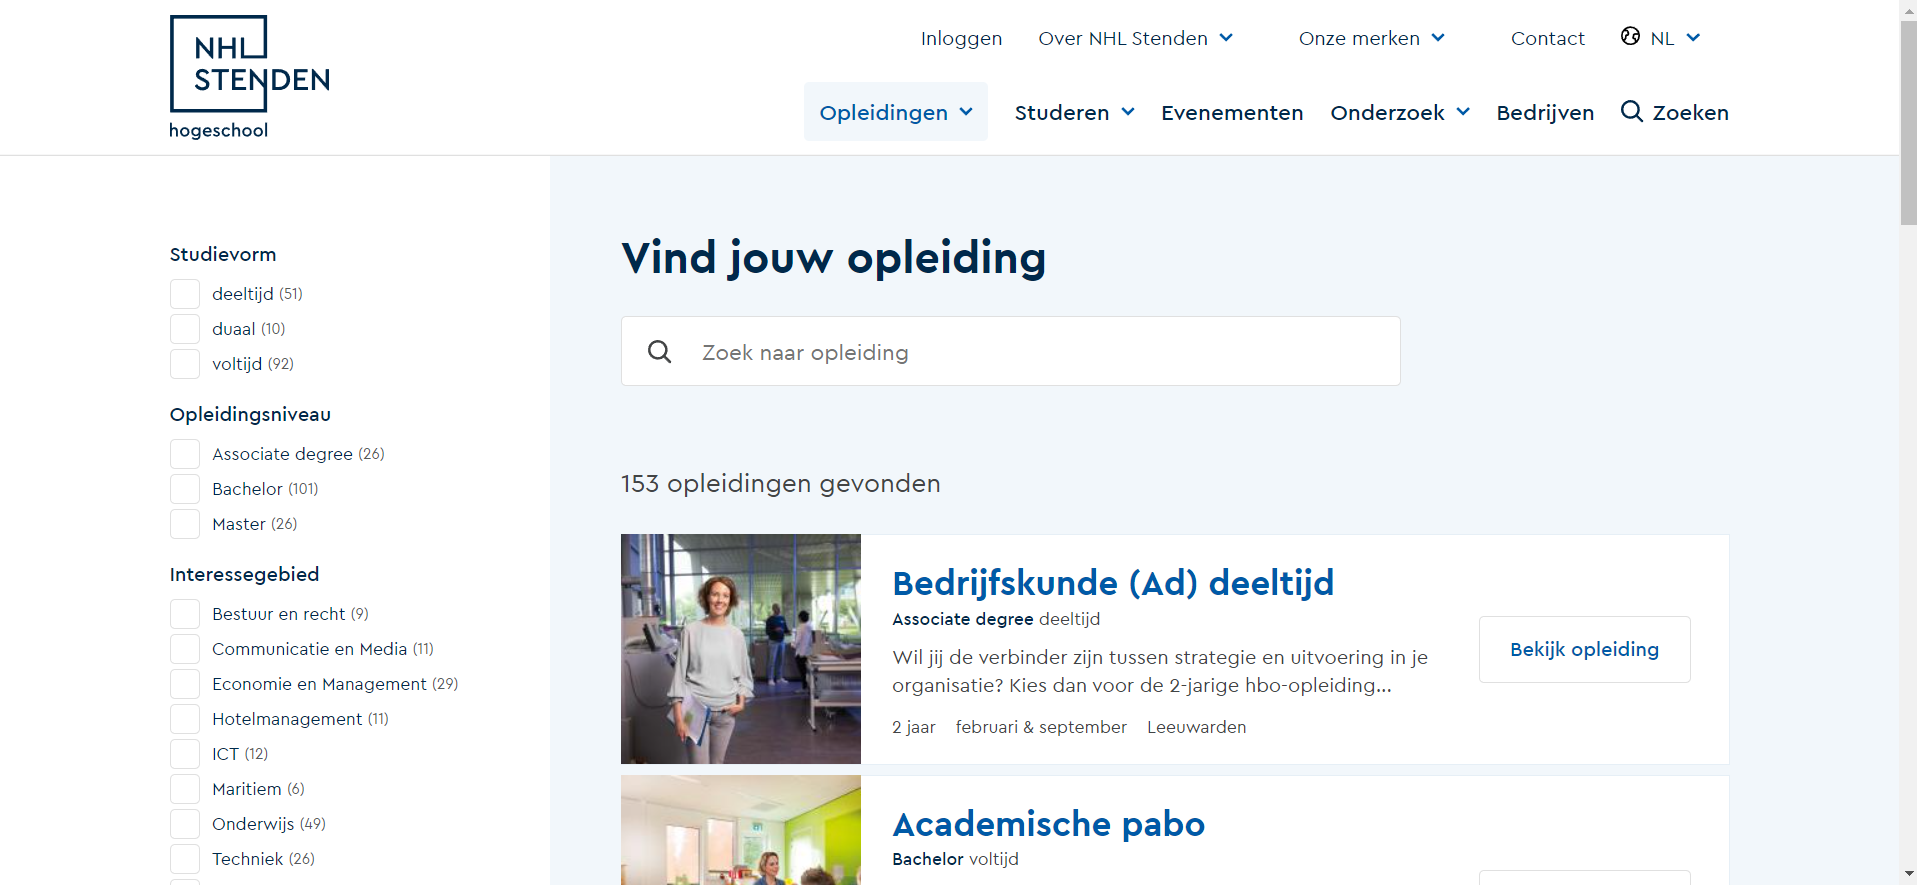 NHL
STENDEN
hogeschool
Inloggen
Over NHL Stenden
Onze merken
Contact
NL
Opleidingen
Studeren
Evenementen
Onderzoek
Bedrijven
Zoeken
Studievorm
deeltijd (51)
duaal (10)
voltijd (92)
Opleidingsniveau
Associate degree (26)
Bachelor (101)
Master (26)
Interessegebied
Bestuur en recht (9)
Communicatie en Media (11)
Economie en Management (29)
Hotelmanagement (11)
ICT (12)
Maritiem (6)
Onderwijs (49)
Techniek (26)
Vind jouw opleiding
Zoek naar opleiding
153 opleidingen gevonden
Bedrijfskunde (Ad) deeltijd
Associate degree deeltijd
Wil jij de verbinder zijn tussen strategie en uitvoering in je
organisatie? Kies dan voor de 2-jarige hbo-opleiding...
2 jaar februari & september Leeuwarden
Bekijk opleiding
Academische pabo
Bachelor voltijd